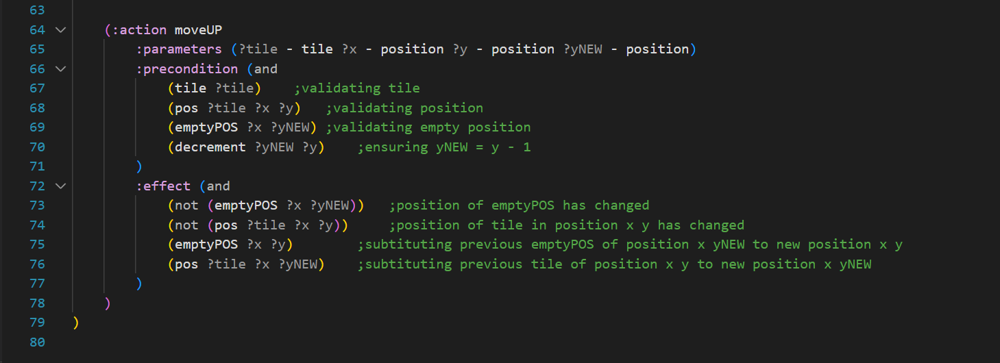 63
64 (:action moveUP
65 :parameters (?tile - tile ?x - position ?y - position ?yNEW - position)
66 :precondition (and
67 (tile ?tile) ;validating tile
68 (pos ?tile ?x ?y) ;validating position
69 (emptyPOS ?x ?yNEW) ;validating empty position
70 (decrement ?yNEW ?y) ;ensuring yNEW = y - 1
71 )
72 :effect (and
73 (not (emptyPOS ?x ?yNEW)) ;position of emptyPOS has changed
74 (not (pos ?tile ?x ?y)) ;position of tile in position x y has changed
75 (emptyPOS ?x ?y) ;subtituting previous emptyPOS of position x yNEW to new position x y
76 (pos ?tile ?x ?yNEW) ;subtituting previous tile of position x y to new position x yNEW
77 )
78 )
79 )
80